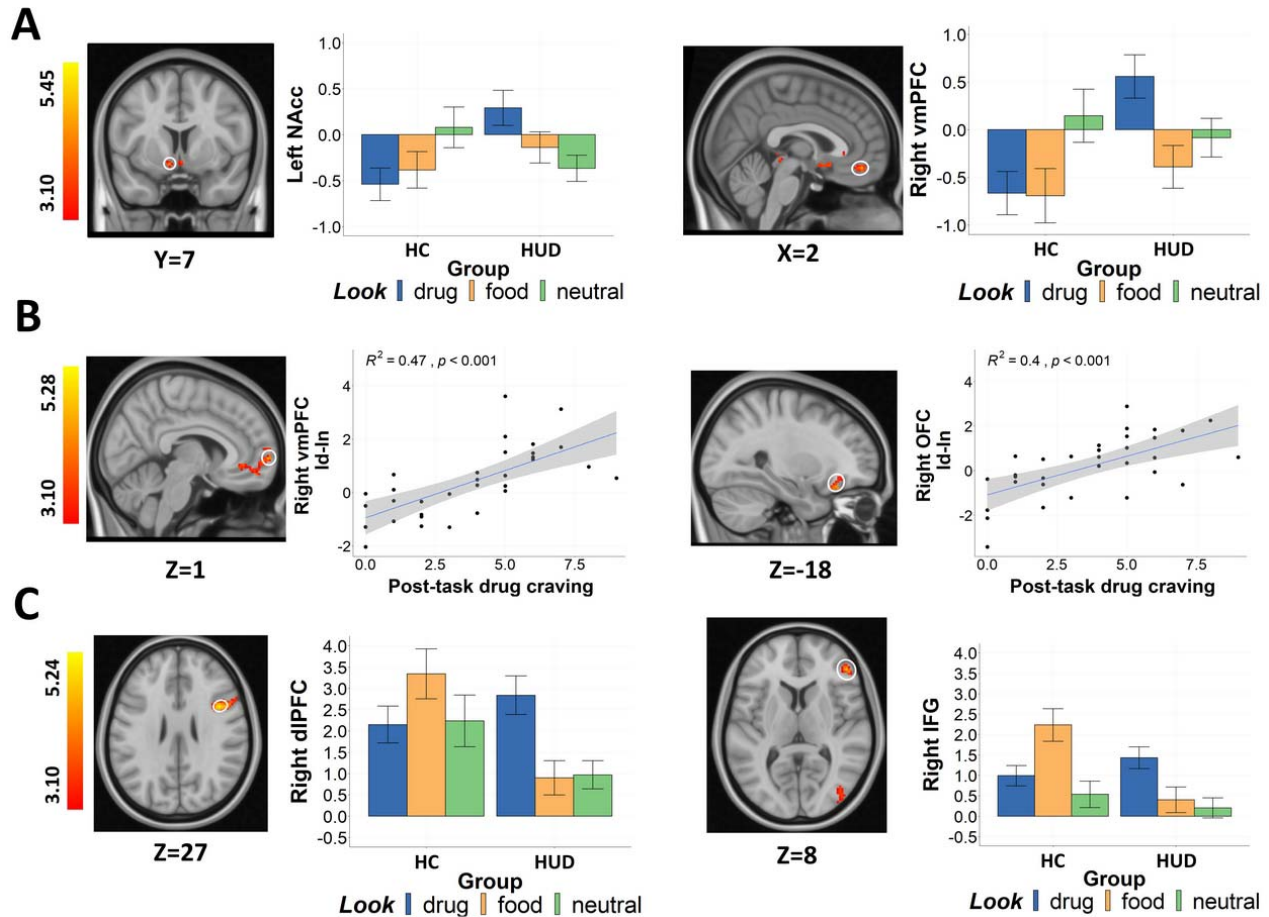 A
5.45
3.10
Y=7
Left NAcc
1.0
0.5
0.0
-0.5
-1.0
HC HUD
Group
Look drug food neutral
X=2
Right vmPFC
1.0
0.5
0.0
-0.5
-1.0
HC HUD
Group
Look drug food neutral
B
5.28
3.10
Z=1
Right vmPFC
Id-In
R² = 0.47 , p < 0.001
4
2
0
-2
0.0 2.5 5.0 7.5
Post-task drug craving
Z=-18
Right OFC
Id-In
R² = 0.4 , p < 0.001
4
2
0
-2
0.0 2.5 5.0 7.5
Post-task drug craving
C
5.24
3.10
Z=27
Right dlPFC
4.0
3.5
3.0
2.5
2.0
1.5
1.0
0.5
0.0
-0.5
HC HUD
Group
Look drug food neutral
Z=8
Right IFG
4.0
3.5
3.0
2.5
2.0
1.5
1.0
0.5
0.0
-0.5
HC HUD
Group
Look drug food neutral